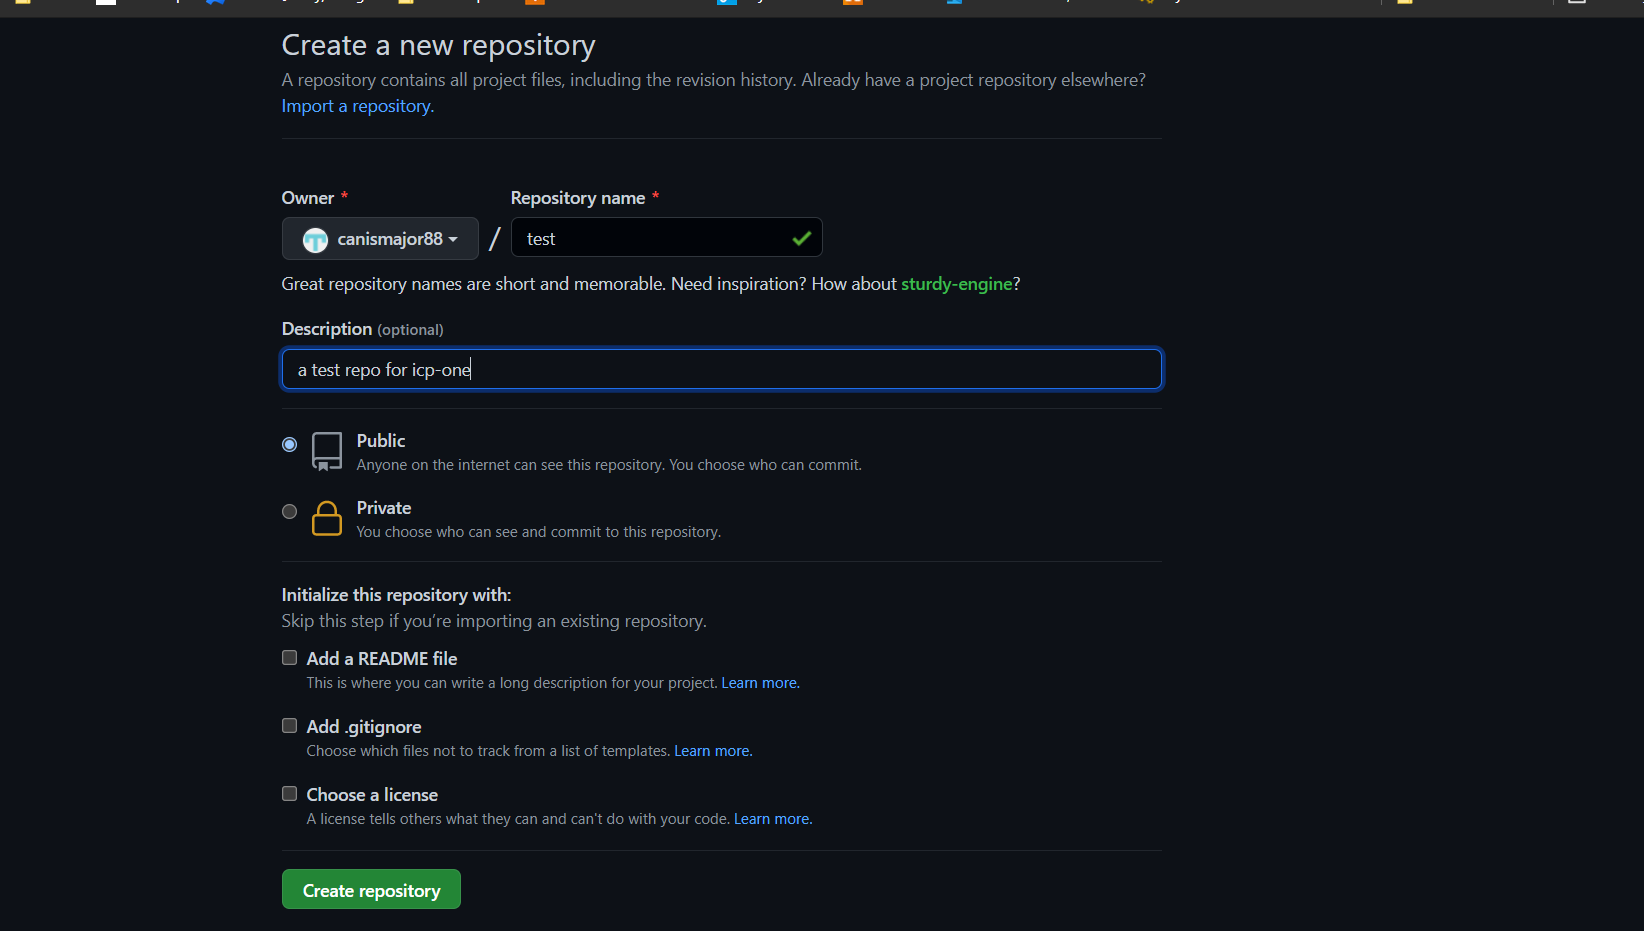 Create a new repository
A repository contains all project files, including the revision history. Already have a project repository elsewhere?
Import a repository.
Owner * Repository name *
canismajor88 / test
Great repository names are short and memorable. Need inspiration? How about sturdy-engine?
Description (optional)
a test repo for icp-one
Public
Anyone on the internet can see this repository. You choose who can commit.
Private
You choose who can see and commit to this repository.
Initialize this repository with:
Skip this step if you’re importing an existing repository.
Add a README file
This is where you can write a long description for your project. Learn more.
Add .gitignore
Choose which files not to track from a list of templates. Learn more.
Choose a license
A license tells others what they can and can't do with your code. Learn more.
Create repository